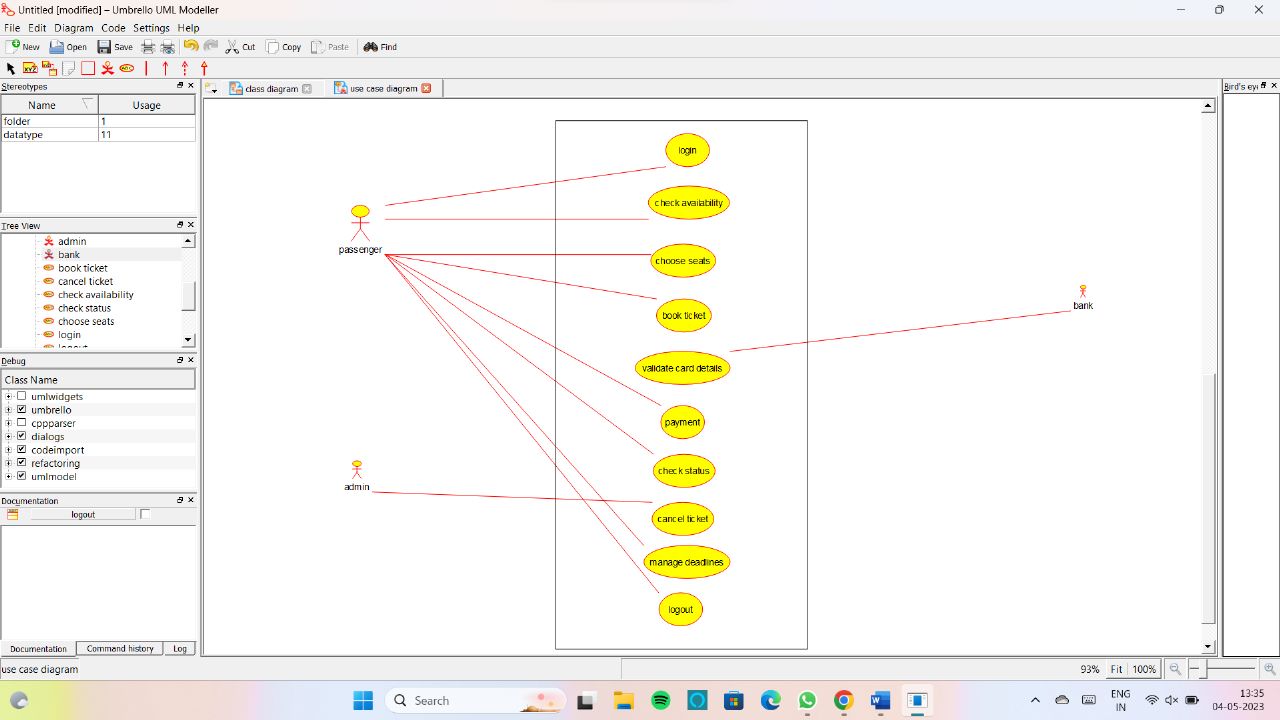 Untitled [modified] – Umbrello UML Modeller
File Edit Diagram Code Settings Help
New Open Save Cut Copy Paste Find
Stereotypes
Name Usage
folder 1
datatype 11
Tree View
admin
bank
book ticket
cancel ticket
check availability
check status
choose seats
login
logout
Debug
Class Name
umlwidgets
umbrello
cppparser
dialogs
codeimport
refactoring
umlmodel
Documentation
logout
Documentation Command history Log
class diagram use case diagram
login
check availability
passenger
choose seats
book ticket
bank
validate card details
payment
check status
admin
cancel ticket
manage deadlines
logout
Bird's ey
use case diagram
93% Fit 100%
Search
ENG
IN
13:35
04-05-2023